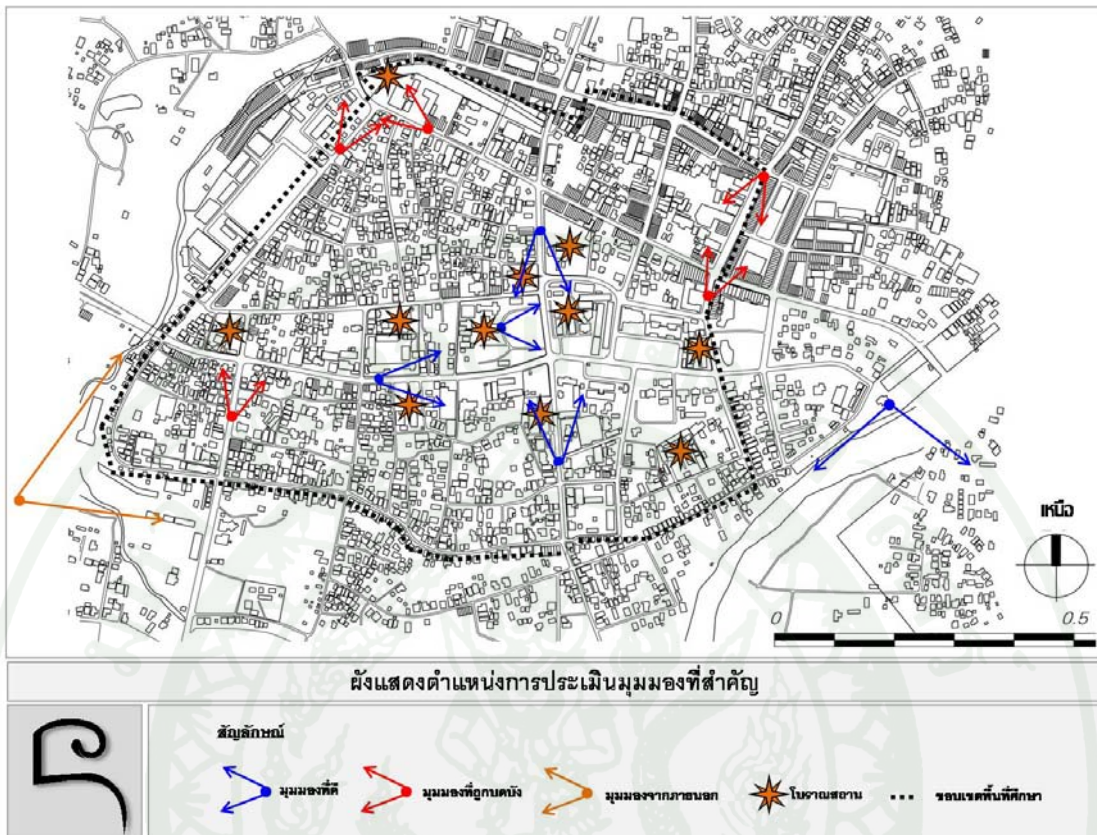 เหนือ
0.5
ผังแสดงตำแหน่งการประเมินมุมมองที่สำคัญ
สัญลักษณ์
มุมมองที่ดี มุมมองที่ถูกบดบัง มุมมองจากภายนอก โบราณสถาน ขอบเขตพื้นที่ศึกษา